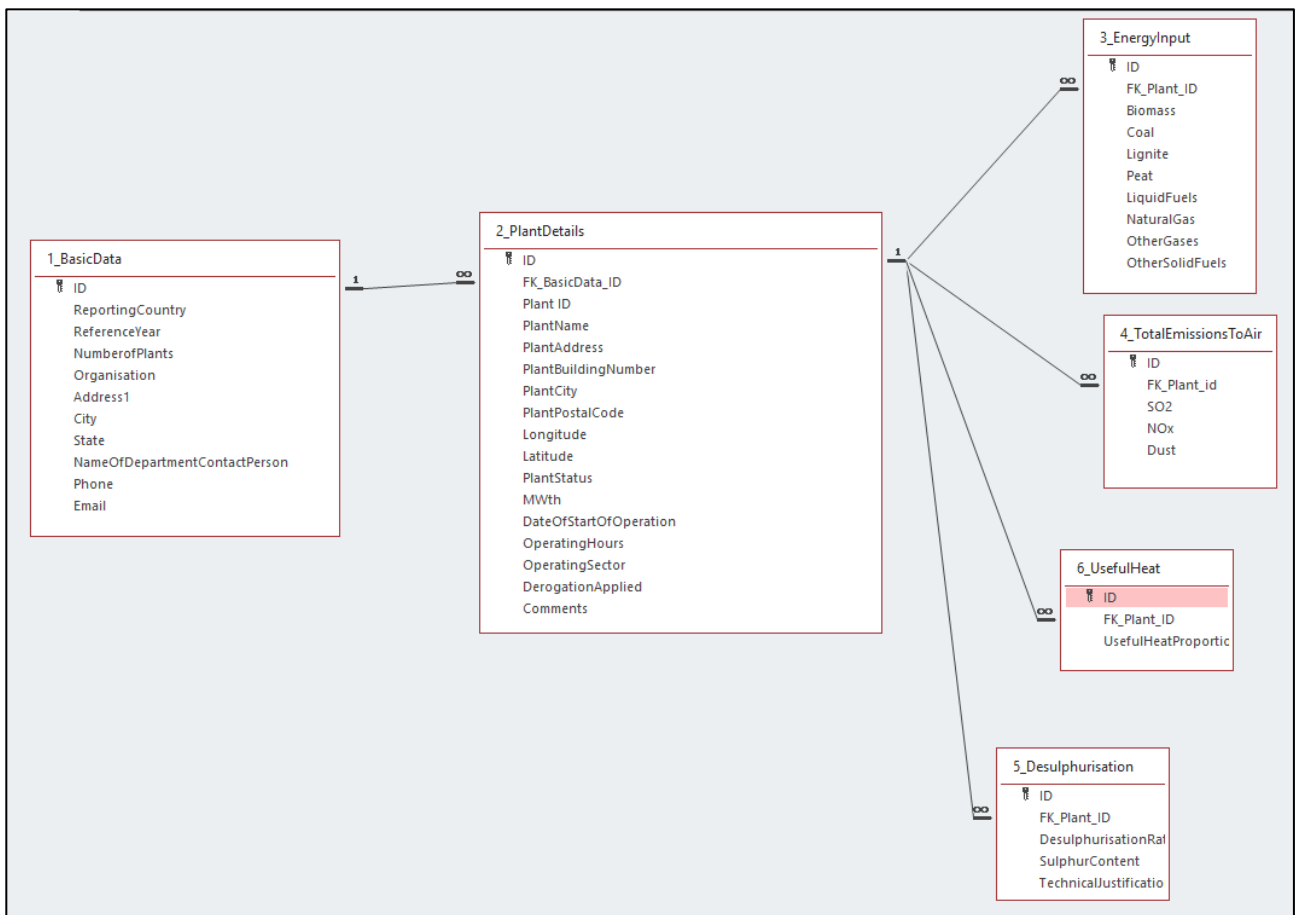 1_BasicData
ID
ReportingCountry
ReferenceYear
NumberofPlants
Organisation
Address1
City
State
NameOfDepartmentContactPerson
Phone
Email
1
∞
2_PlantDetails
ID
FK_BasicData_ID
Plant ID
PlantName
PlantAddress
PlantBuildingNumber
PlantCity
PlantPostalCode
Longitude
Latitude
PlantStatus
MWth
DateOfStartOfOperation
OperatingHours
OperatingSector
DerogationApplied
Comments
1
∞
3_EnergyInput
ID
FK_Plant_ID
Biomass
Coal
Lignite
Peat
LiquidFuels
NaturalGas
OtherGases
OtherSolidFuels
∞
4_TotalEmissionsToAir
ID
FK_Plant_id
SO2
NOx
Dust
∞
6_UsefulHeat
ID
FK_Plant_ID
UsefulHeatProportic
∞
5_Desulphurisation
ID
FK_Plant_ID
DesulphurisationRat
SulphurContent
TechnicalJustificatio